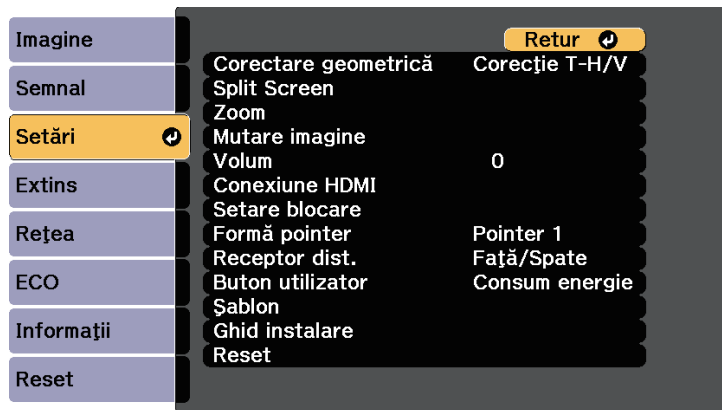 Imagine
Semnal
Setări
Extins
Reţea
ECO
Informaţii
Reset
Retur
Corectare geometrică Corecţie T-H/V
Split Screen
Zoom
Mutare imagine
Volum 0
Conexiune HDMI
Setare blocare
Formă pointer Pointer 1
Receptor dist. Faţă/Spate
Buton utilizator Consum energie
Şablon
Ghid instalare
Reset